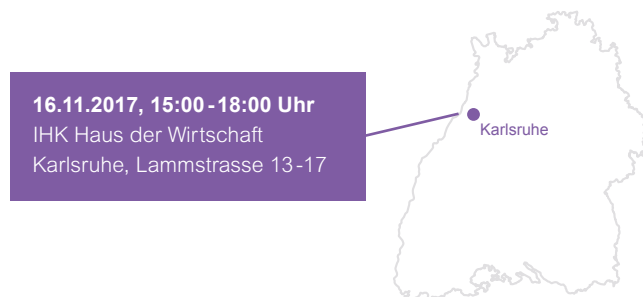 16.11.2017, 15:00-18:00 Uhr
IHK Haus der Wirtschaft
Karlsruhe, Lammstrasse 13-17
Karlsruhe